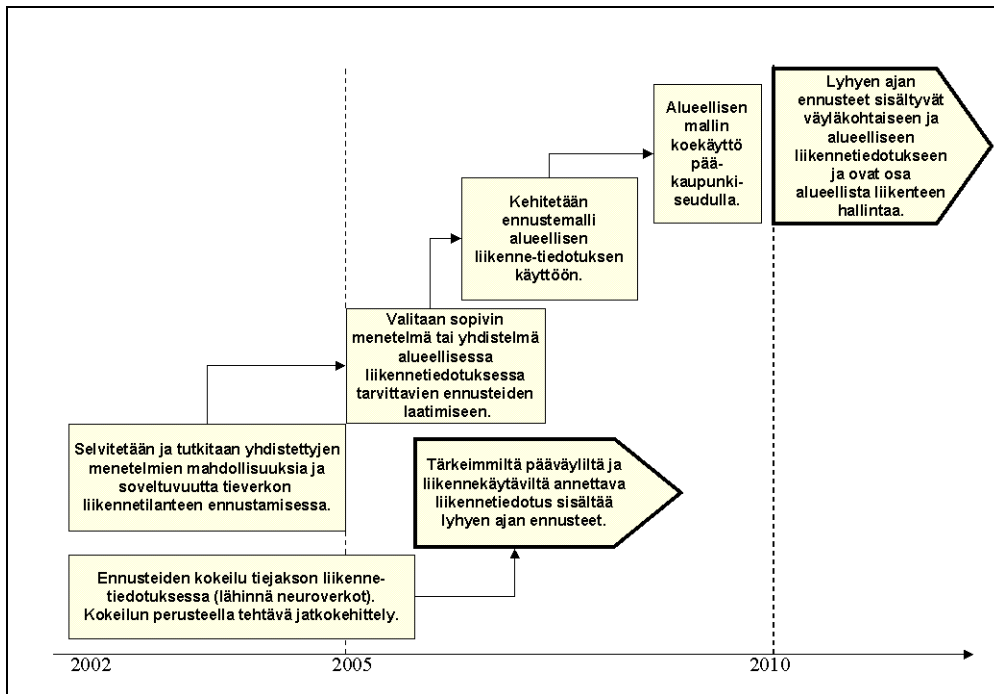 Lyhyen ajan
ennusteet sisältyvät
väyläkohtaiseen ja
alueelliseen
liikennetiedotukseen
ja ovat osa
alueellista liikenteen
hallintaa.
Alueellisen
mallin
koekäyttö
pää-
kaupunki-
seudulla.
Kehitetään
ennustemalli
alueellisen
liikenne-tiedotuksen
käyttöön.
Valitaan sopivin
menetelmä tai yhdistelmä
alueellisessa
liikennetiedotuksessa
tarvittavien ennusteiden
laatimiseen.
Selvitetään ja tutkitaan yhdistettyjen
menetelmien mahdollisuuksia ja
soveltuvuutta tieverkon
liikennetilanteen ennustamisessa.
Tärkeimmiltä pääväyliltä ja
liikennekäytäviltä annettava
liikennetiedotus sisältää
lyhyen ajan ennusteet.
Ennusteiden kokeilu tiejakson liikenne-
tiedotuksessa (lähinnä neuroverkot).
Kokeilun perusteella tehtävä jatkokehittely.
2002 2005 2010